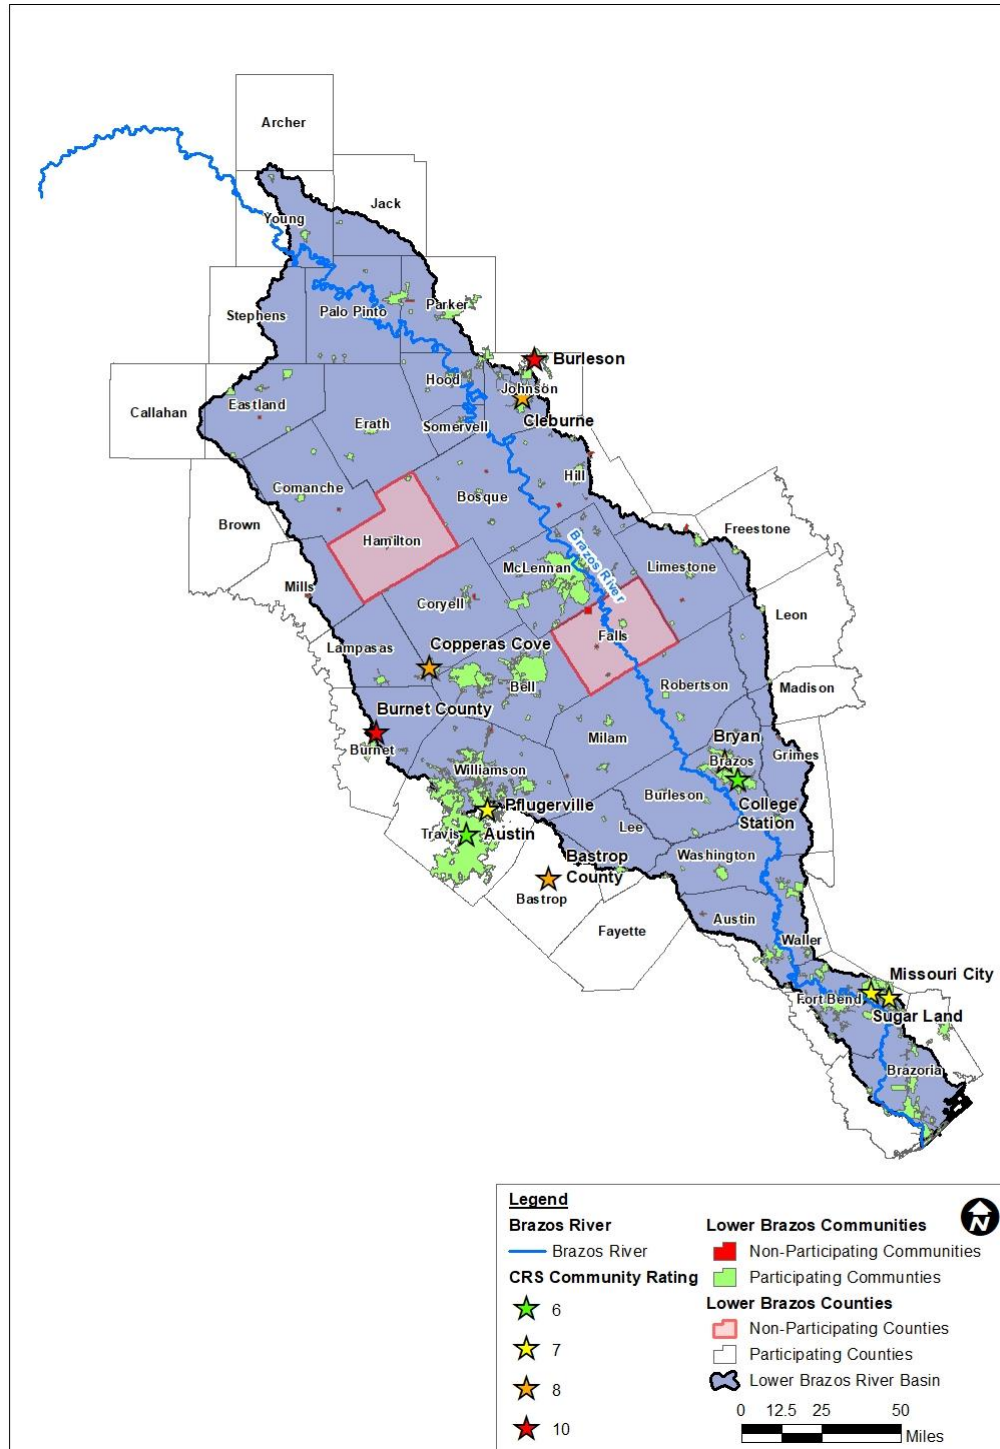 Archer
Jack
Young
Stephens
Palo Pinto
Parker
Burleson
Callahan
Eastland
Hood
Johnson
Cleburne
Erath
Somervell
Comanche
Hill
Bosque
Brown
Hamilton
Freestone
Brazos River
McLennan
Limestone
Mills
Coryell
Leon
Falls
Lampasas
Copperas Cove
Bell
Robertson
Madison
Burnet County
Burnet
Milam
Bryan
Brazos
Grimes
Williamson
Burleson
College
Station
Pflugerville
Travis
Austin
Lee
Washington
Bastrop
County
Bastrop
Austin
Fayette
Waller
Missouri City
Fort Bend
Sugar Land
Brazoria
Legend
Brazos River
Brazos River
CRS Community Rating
6
7
8
10
N
Lower Brazos Communities
Non-Participating Communities
Participating Communties
Lower Brazos Counties
Non-Participating Counties
Participating Counties
Lower Brazos River Basin
0 12.5 25 50
Miles